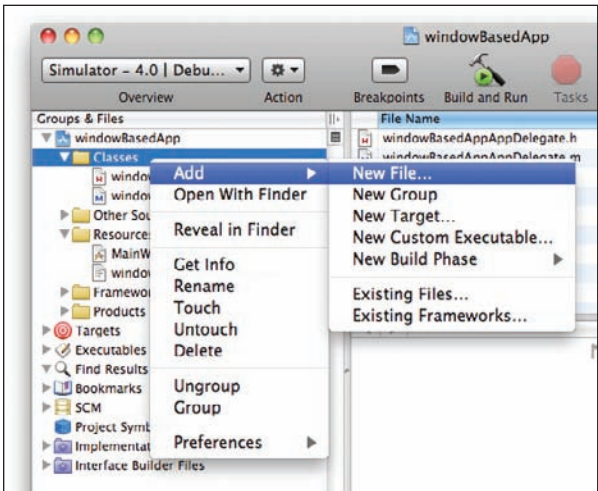 windowBasedApp
Simulator - 4.0 | Debu...
Overview
Action
Breakpoints
Build and Run
Tasks
Groups & Files
File Name
windowBasedApp
windowBasedAppAppDelegate.h
Classes
windowBasedAppAppDelegate.m
windo
windo
Other Sou
Resource
MainW
windo
Framewo
Products
Targets
Executables
Find Results
Bookmarks
SCM
Project Symb
Implementat
Interface Builder Files
Add
Open With Finder
Reveal in Finder
Get Info
Rename
Touch
Untouch
Delete
Ungroup
Group
Preferences
New File...
New Group
New Target...
New Custom Executable...
New Build Phase
Existing Files...
Existing Frameworks...